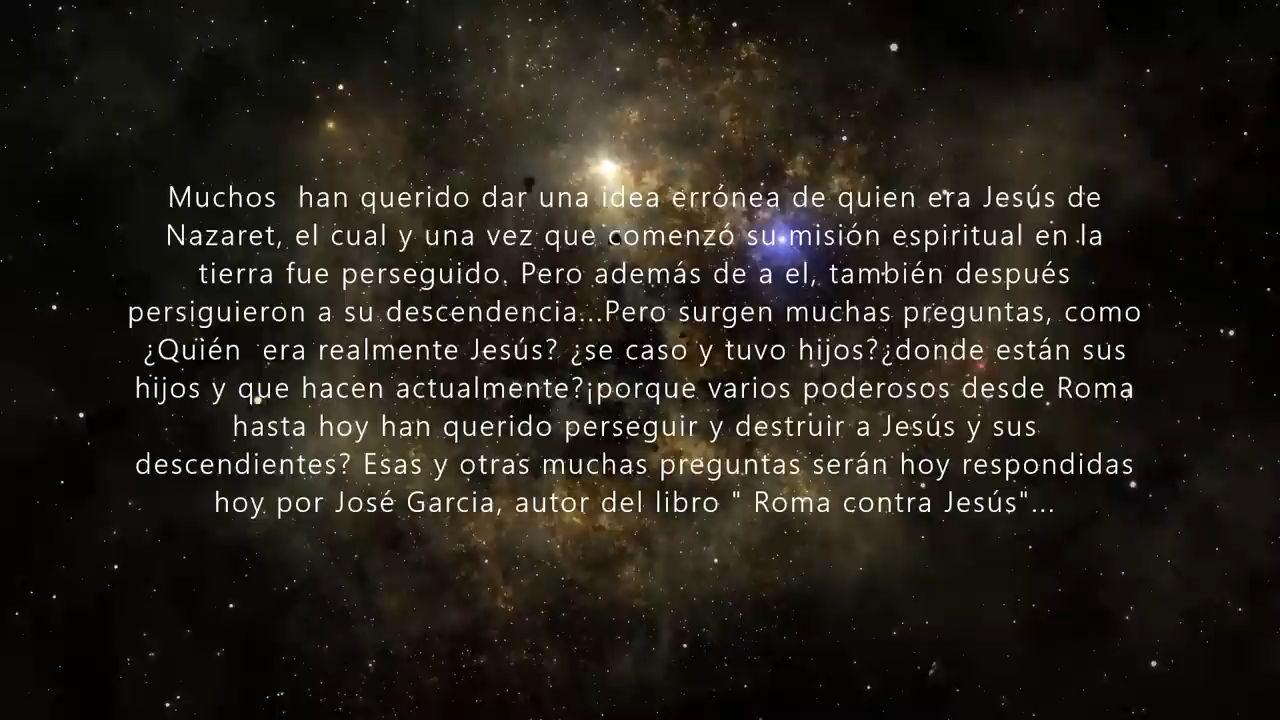 Muchos  han querido dar una idea errónea de quien era Jesús de
Nazaret, el cual y una vez que comenzó su misión espiritual en la
tierra fue perseguido. Pero además de a el, también después
persiguieron a su descendencia...Pero surgen muchas preguntas, como
¿Quién  era realmente Jesús? ¿se caso y tuvo hijos?¿donde están sus
hijos y que hacen actualmente?¡porque varios poderosos desde Roma
hasta hoy han querido perseguir y destruir a Jesús y sus
descendientes? Esas y otras muchas preguntas serán hoy respondidas
hoy por José Garcia, autor del libro " Roma contra Jesús"...